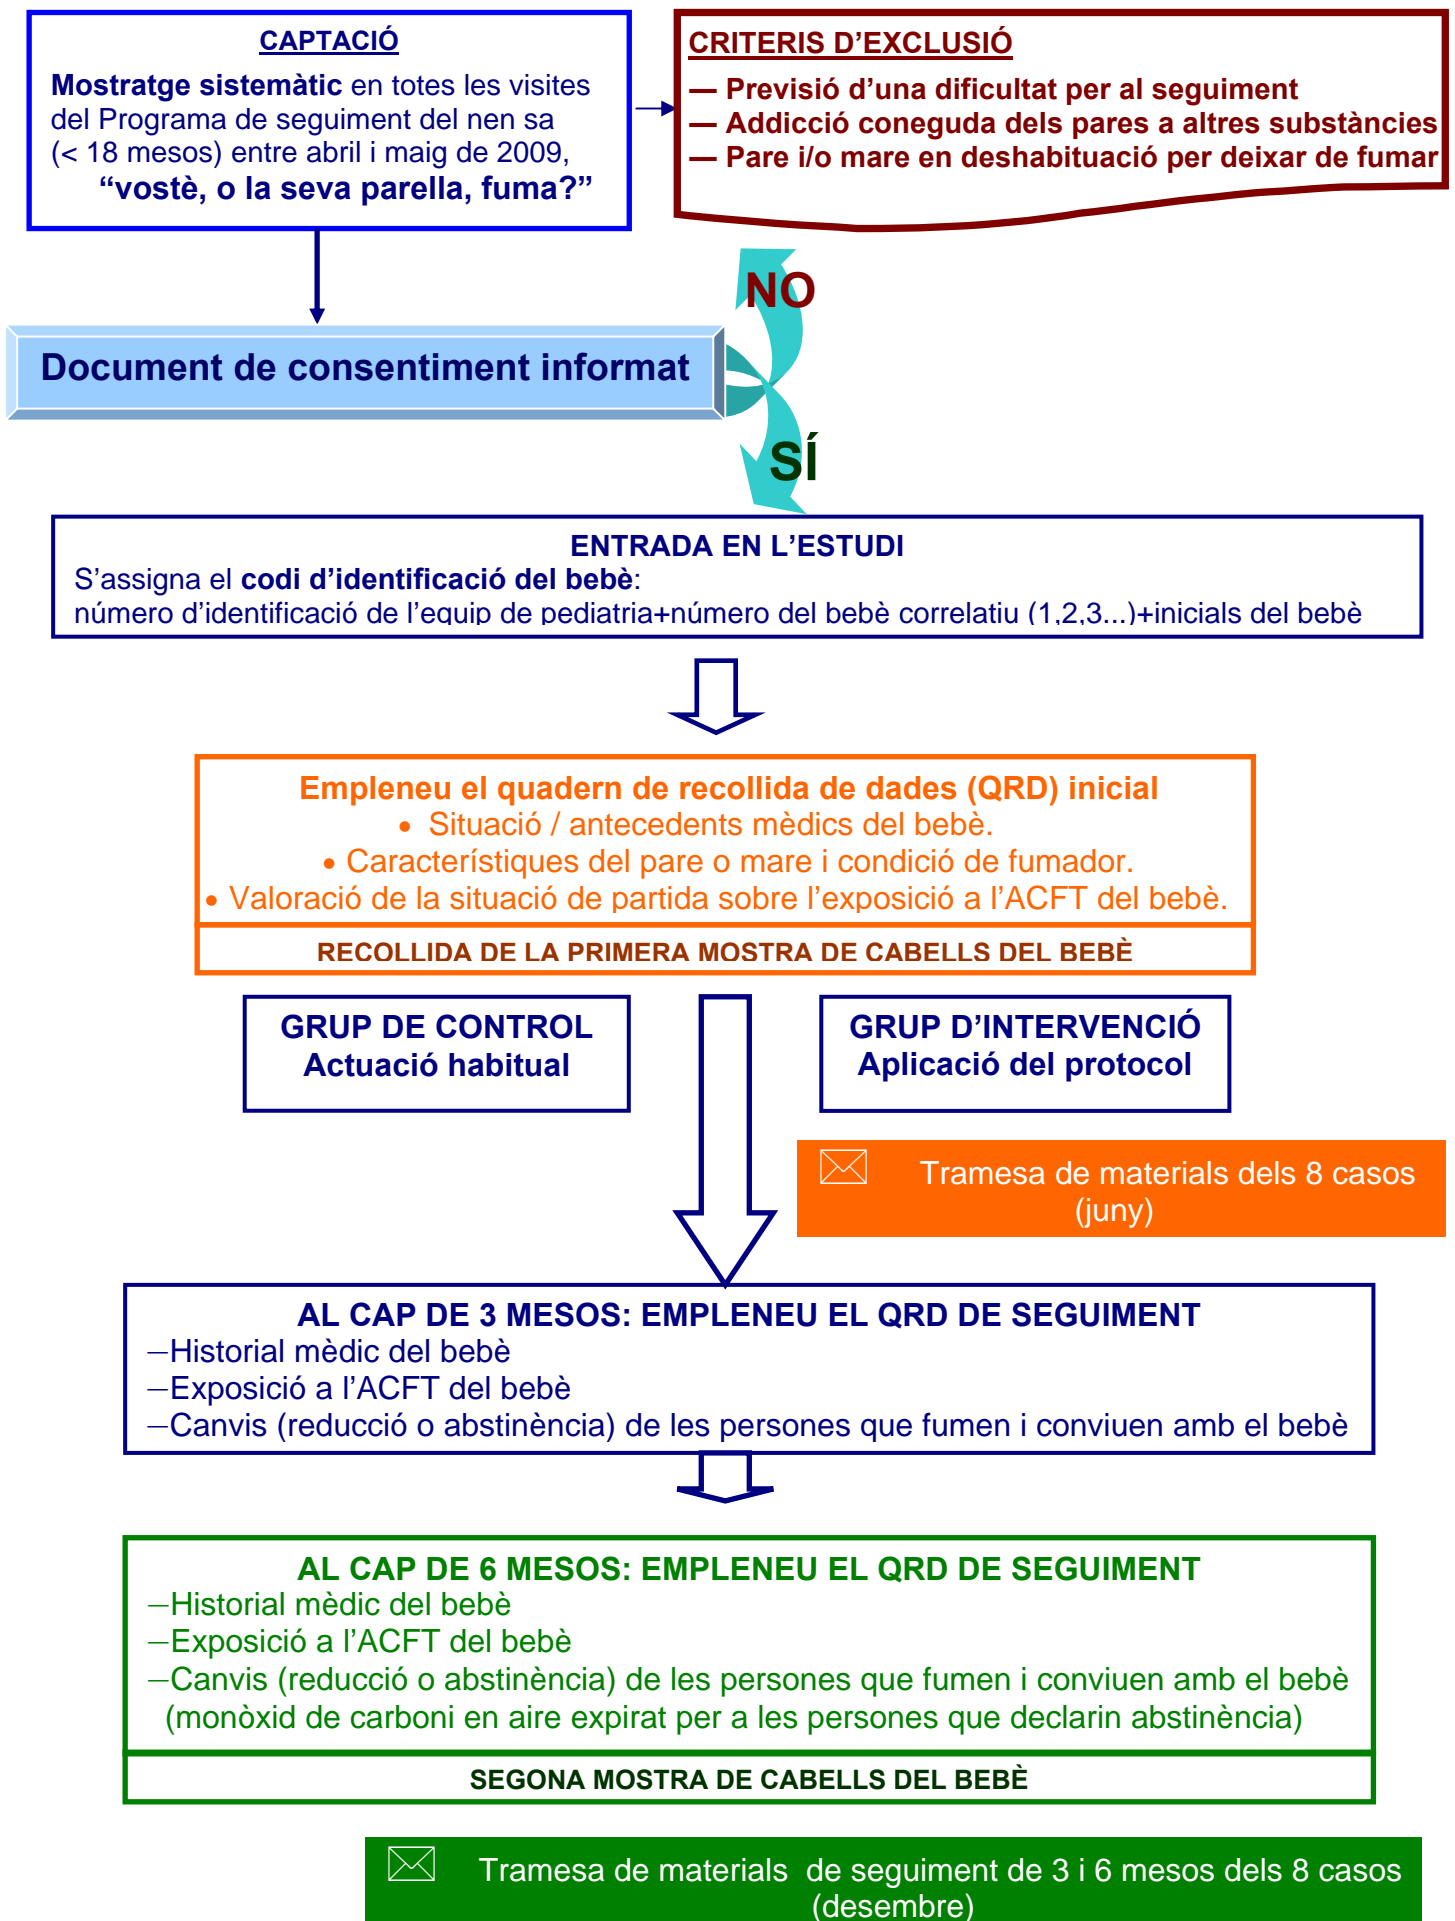 CAPTACIÓ
Mostratge sistemàtic en totes les visites
del Programa de seguiment del nen sa
(< 18 mesos) entre abril i maig de 2009,
“vostè, o la seva parella, fuma?”
CRITERIS D’EXCLUSIÓ
— Previsió d’una dificultat per al seguiment
— Addicció coneguda dels pares a altres substàncies
— Pare i/o mare en deshabituació per deixar de fumar
NO
Document de consentiment informat
SÍ
ENTRADA EN L’ESTUDI
S’assigna el codi d’identificació del bebè:
número d’identificació de l’equip de pediatria+número del bebè correlatiu (1,2,3...)+inicials del bebè
Empleneu el quadern de recollida de dades (QRD) inicial
• Situació / antecedents mèdics del bebè.
• Característiques del pare o mare i condició de fumador.
• Valoració de la situació de partida sobre l’exposició a l’ACFT del bebè.
RECOLLIDA DE LA PRIMERA MOSTRA DE CABELLS DEL BEBÈ
GRUP DE CONTROL
Actuació habitual
GRUP D’INTERVENCIÓ
Aplicació del protocol
Tramesa de materials dels 8 casos
(juny)
AL CAP DE 3 MESOS: EMPLENEU EL QRD DE SEGUIMENT
—Historial mèdic del bebè
—Exposició a l’ACFT del bebè
—Canvis (reducció o abstinència) de les persones que fumen i conviuen amb el bebè
AL CAP DE 6 MESOS: EMPLENEU EL QRD DE SEGUIMENT
—Historial mèdic del bebè
—Exposició a l’ACFT del bebè
—Canvis (reducció o abstinència) de les persones que fumen i conviuen amb el bebè
(monòxid de carboni en aire expirat per a les persones que declarin abstinència)
SEGONA MOSTRA DE CABELLS DEL BEBÈ
Tramesa de materials de seguiment de 3 i 6 mesos dels 8 casos
(desembre)